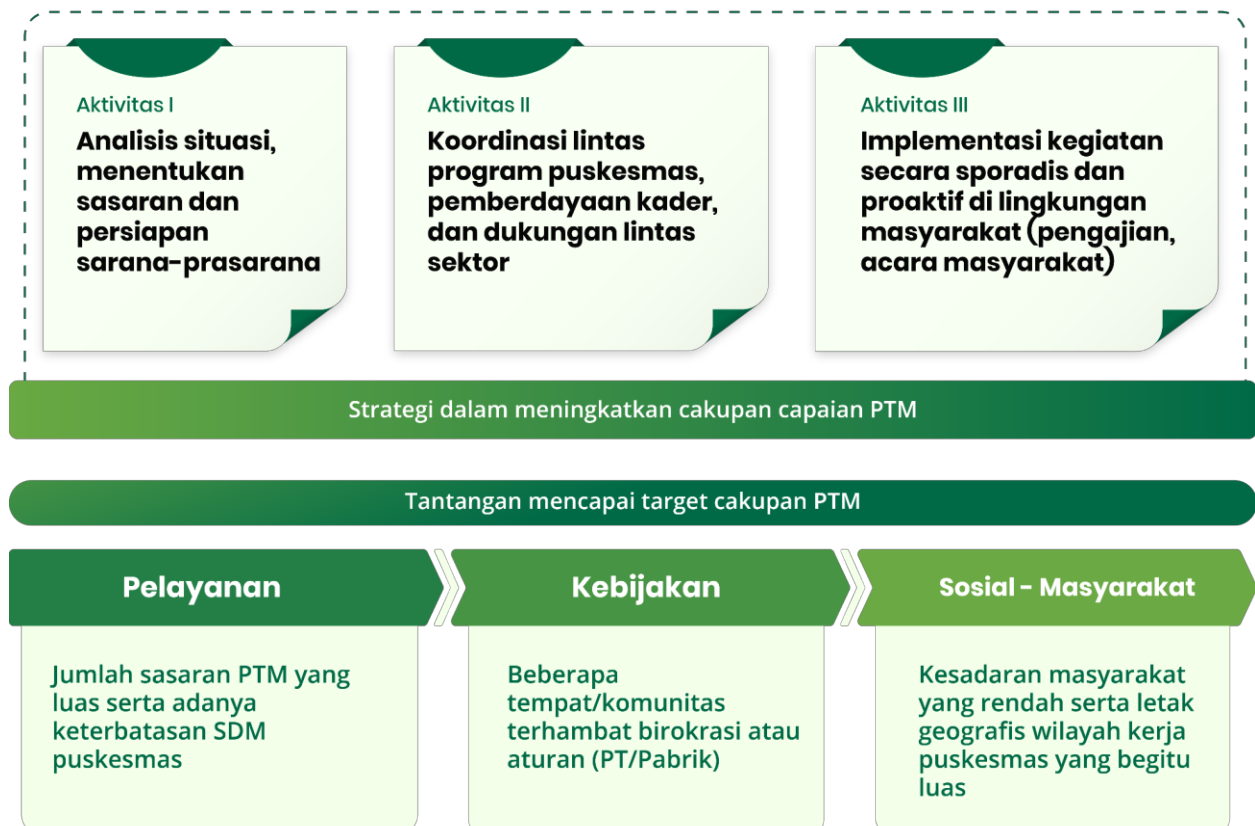 Aktivitas I
Analisis situasi,
menentukan
sasaran dan
persiapan
sarana-prasarana
Aktivitas II
Koordinasi lintas
program puskesmas,
pemberdayaan kader,
dan dukungan lintas
sektor
Aktivitas III
Implementasi kegiatan
secara sporadis dan
proaktif di lingkungan
masyarakat (pengajian,
acara masyarakat)
Strategi dalam meningkatkan cakupan capaian PTM
Tantangan mencapai target cakupan PTM
Pelayanan
Jumlah sasaran PTM yang
luas serta adanya
keterbatasan SDM
puskesmas
Kebijakan
Beberapa
tempat/komunitas
terhambat birokrasi atau
aturan (PT/Pabrik)
Sosial - Masyarakat
Kesadaran masyarakat
yang rendah serta letak
geografis wilayah kerja
puskesmas yang begitu
luas